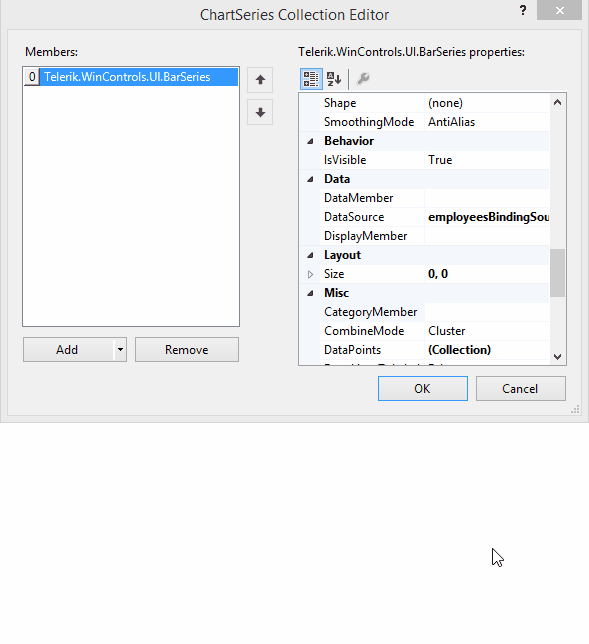 ChartSeries Collection Editor
?
Members:
0 Telerik.WinControls.UI.BarSeries
Add
Remove
Telerik.WinControls.UI.BarSeries properties:
Shape (none)
SmoothingMode AntiAlias
Behavior
IsVisible True
Data
DataMember
DataSource employeesBindingSou
DisplayMember
Layout
Size 0, 0
Misc
CategoryMember
CombineMode Cluster
DataPoints (Collection)
OK
Cancel